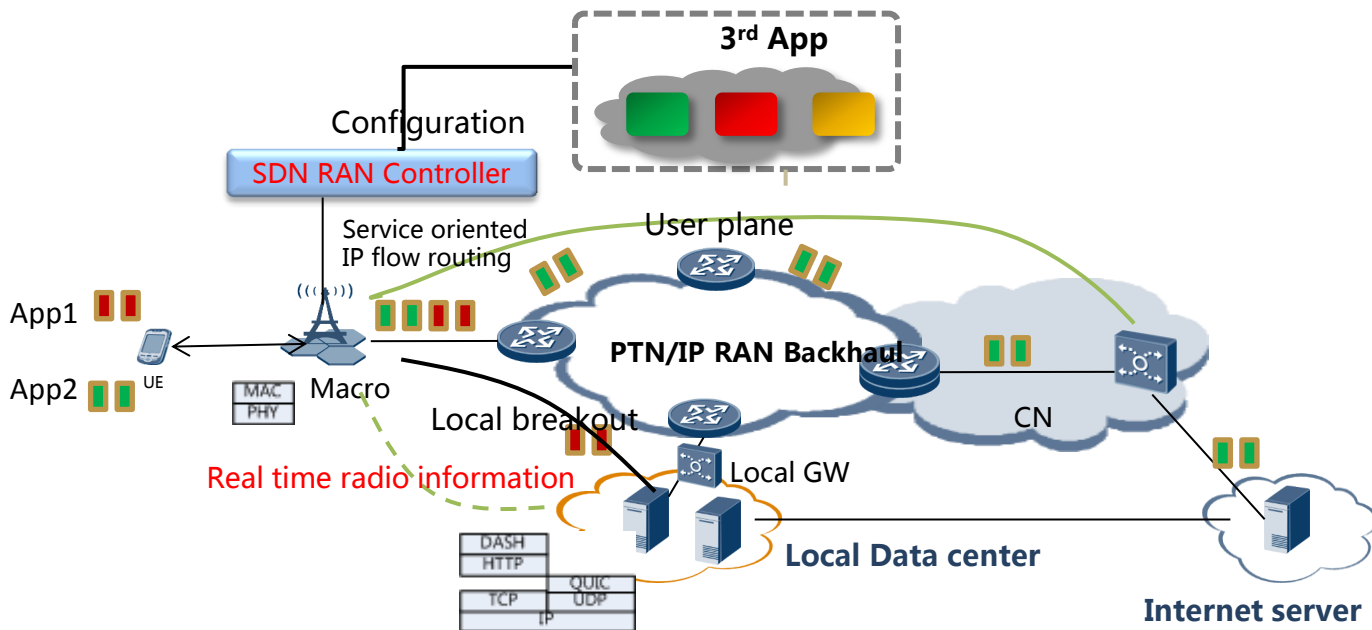 3rd App
Configuration
SDN RAN Controller
Service oriented
IP flow routing
User plane
App1
PTN/IP RAN Backhaul
UE
App2
MAC
PHY
Macro
Local breakout
CN
Real time radio information
Local GW
DASH
HTTP
QUIC
TCP
UDP
IP
Local Data center
Internet server